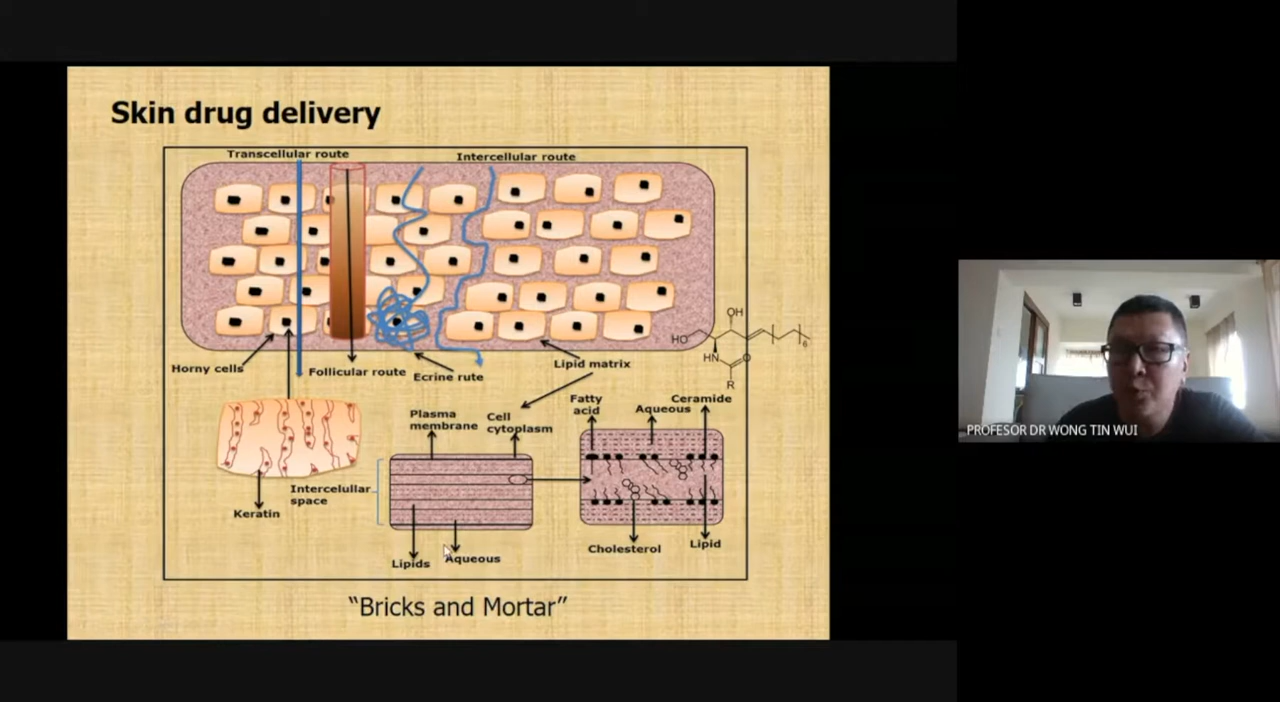 Skin drug delivery
Transcellular route
Intercellular route
OH
HO
6
HN
O
R
Horny cells
Follicular route
Ecrine rute
Lipid matrix
Fatty
acid
Aqueous
Ceramide
Plasma
membrane
Cell
cytoplasm
Intercelullar
space
Keratin
Lipids
Aqueous
Cholesterol
Lipid
“Bricks and Mortar”
PROFESOR DR WONG TIN WUI